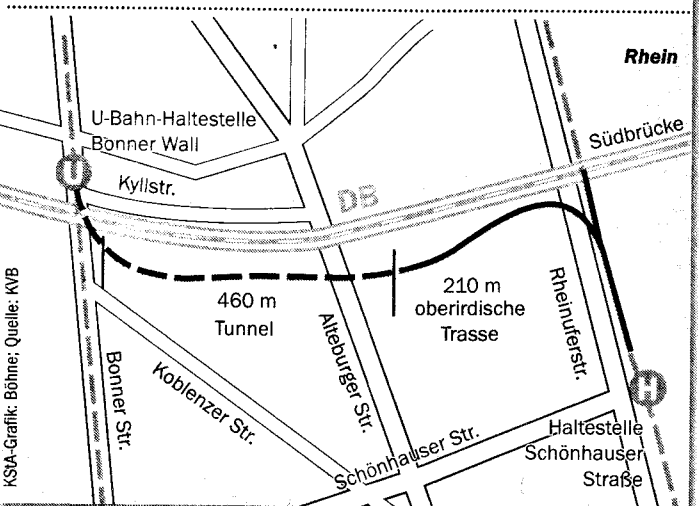 Rhein
U-Bahn-Haltestelle
Bonner Wall
Südbrücke
U
Kyllstr.
DB
460 m
Tunnel
210 m
oberirdische
Trasse
Rheinuferstr.
Alteburger Str.
Bonner Str.
Koblenzer Str.
H
Schönhauser Str.
Haltestelle
Schönhauser
Straße
KStA-Grafik: Böhne; Quelle: KVB